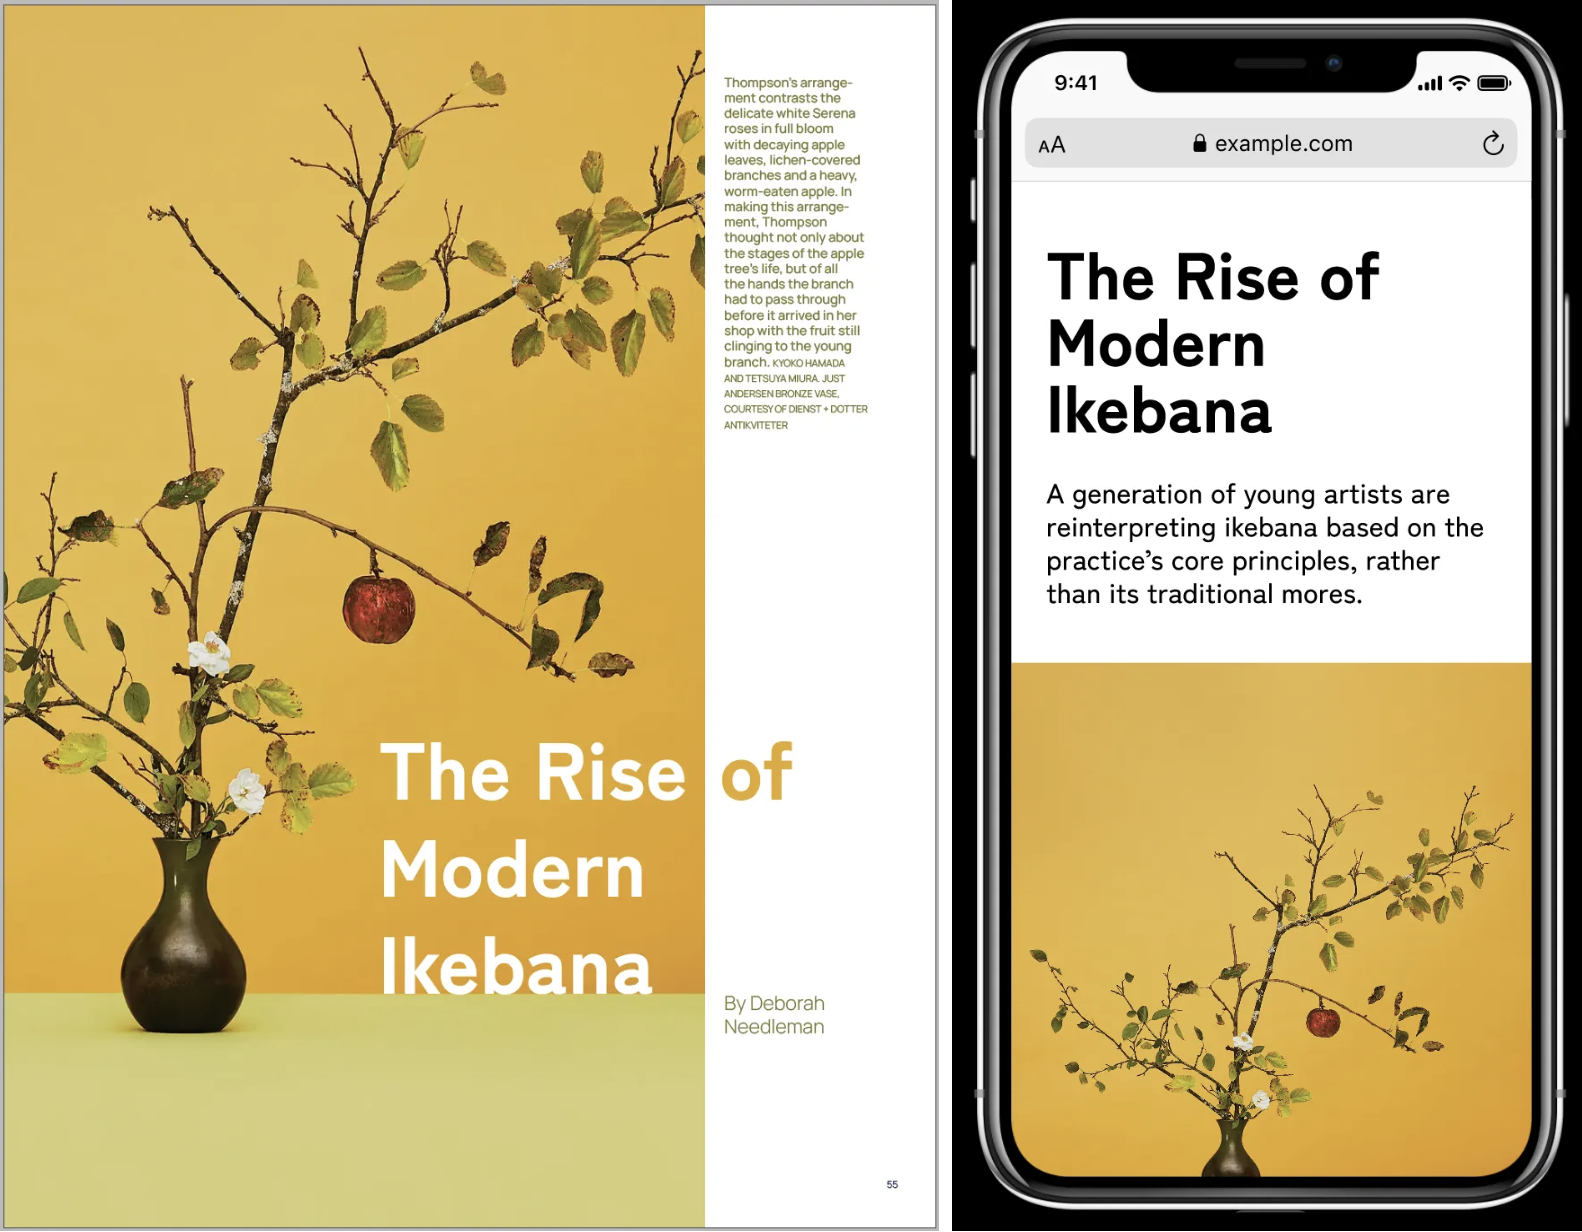 Thompson's arrange-
ment contrasts the
delicate white Serena
roses in full bloom
with decaying apple
leaves, lichen-covered
branches and a heavy,
worm-eaten apple. In
making this arrange-
ment, Thompson
thought not only about
the stages of the apple
tree's life, but of all
the hands the branch
had to pass through
before it arrived in her
shop with the fruit still
clinging to the young
branch. KYOKO HAMADA
AND TETSUYA MIURA. JUST
ANDERSEN BRONZE VASE,
COURTESY OF DIENST + DOTTER
ANTIKVITETER
The Rise of
Modern
Ikebana
By Deborah
Needleman
55
9:41
AA example.com
The Rise of
Modern
Ikebana
A generation of young artists are
reinterpreting ikebana based on the
practice’s core principles, rather
than its traditional mores.